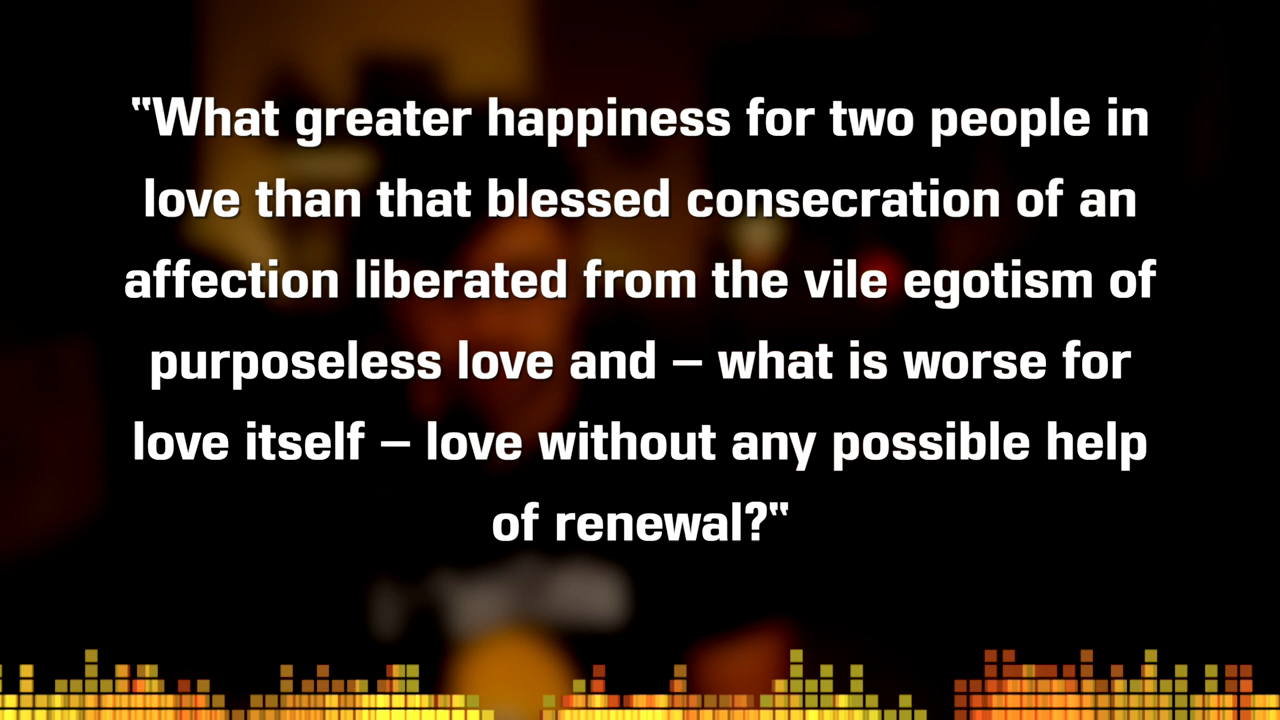 "What greater happiness for two people in
love than that blessed consecration of an
affection liberated from the vile egotism of
purposeless love and – what is worse for
love itself – love without any possible help
of renewal?"